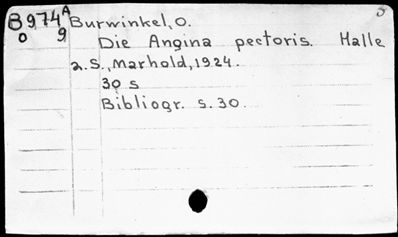 B974A Burwinkel, O.
0 9 Die Angina pectoris. Halle
a.S., Marhold, 1924.
30 s
Bibliogr. s.30.